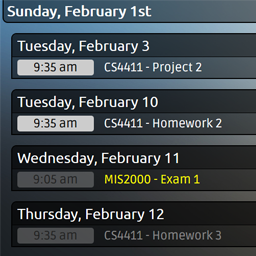 Sunday, February 1st
Tuesday, February 3
9:35 am CS4411 - Project 2
Tuesday, February 10
9:35 am CS4411 - Homework 2
Wednesday, February 11
9:05 am MIS2000 - Exam 1
Thursday, February 12
9:35 am CS4411 - Homework 3